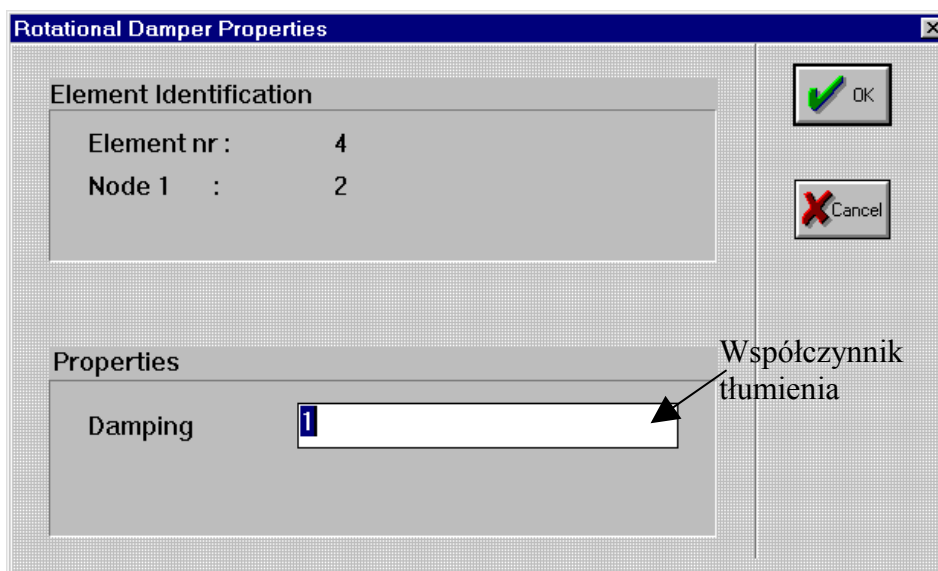 Rotational Damper Properties
Element Identification
Element nr : 4
Node 1 : 2
OK
Cancel
Properties
Damping 1
Współczynnik
tłumienia